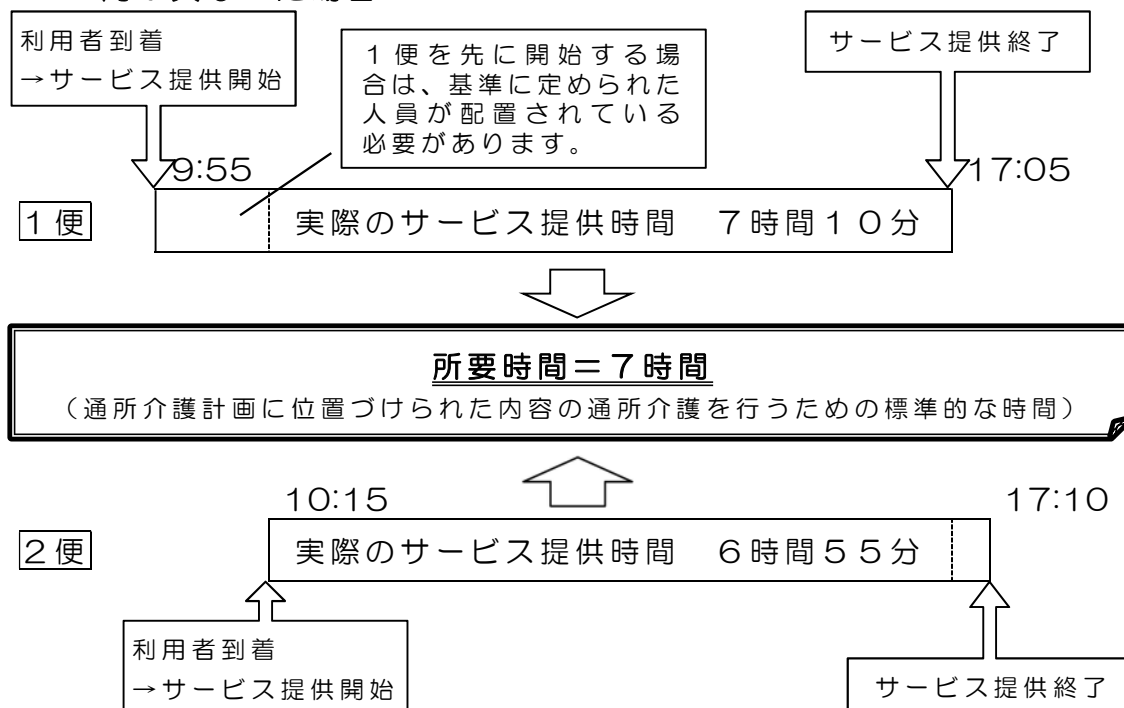 利用者到着
→サービス提供開始
１便を先に開始する場
合は、基準に定められた
人員が配置されている
必要があります。
サービス提供終了
9:55
17:05
１便
実際のサービス提供時間　７時間１０分
所要時間＝７時間
（通所介護計画に位置づけられた内容の通所介護を行うための標準的な時間）
10:15
17:10
２便
実際のサービス提供時間　６時間５５分
利用者到着
→サービス提供開始
サービス提供終了